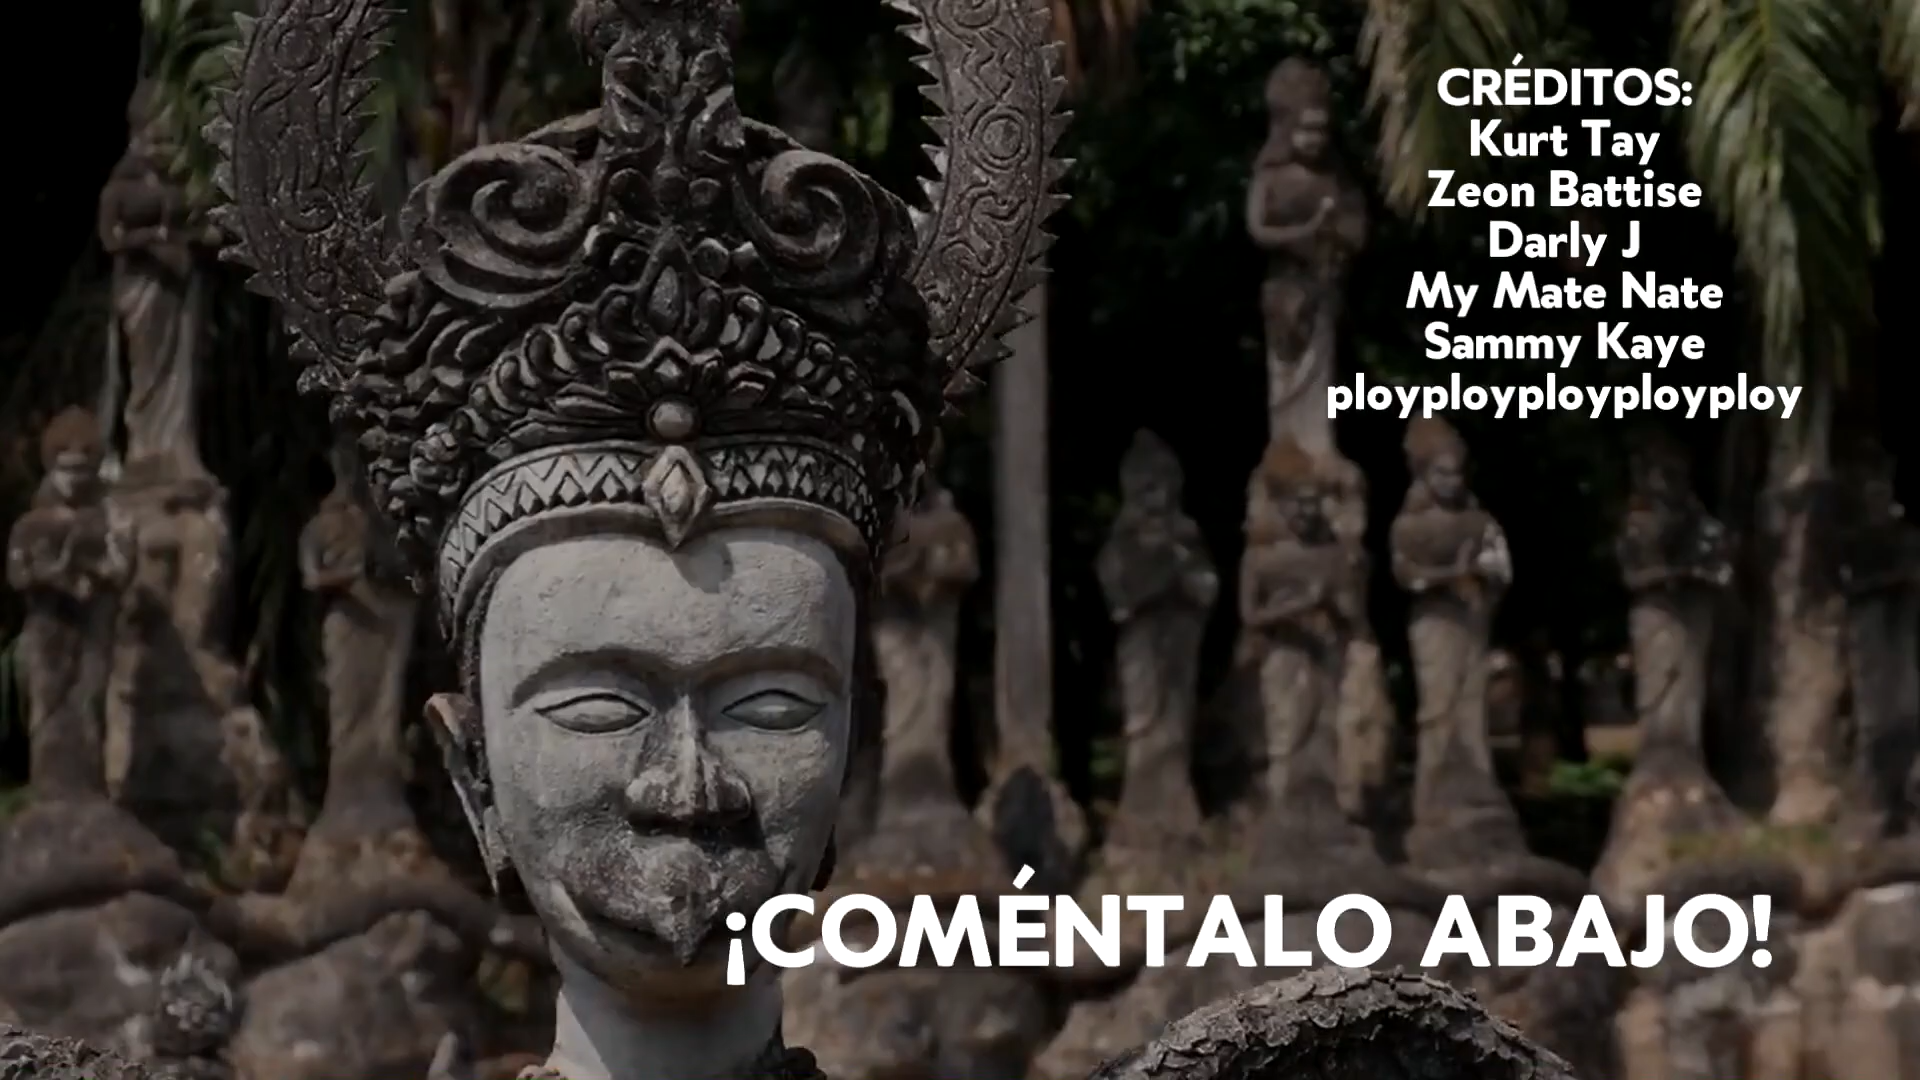 CRÉDITOS:
Kurt Tay
Zeon Battise
Darly J
My Mate Nate
Sammy Kaye
ployployployployploy
¡COMÉNTALO ABAJO!